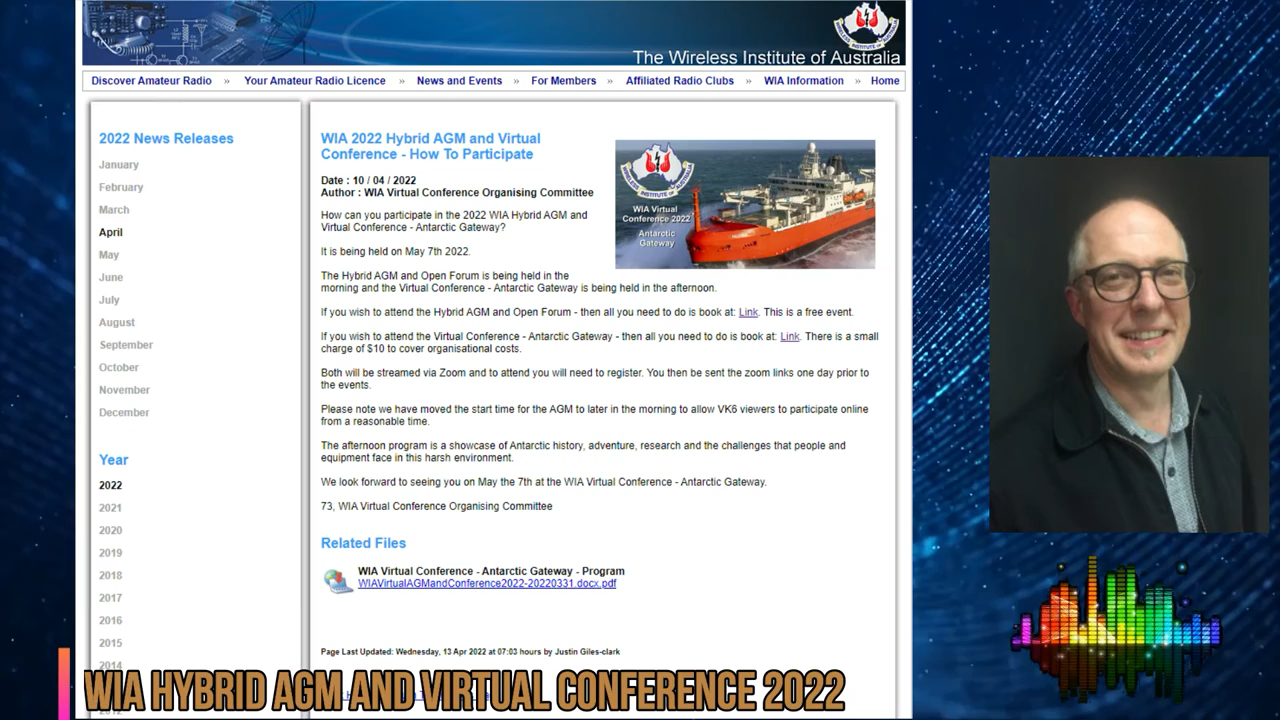 The Wireless Institute of Australia
Discover Amateur Radio » Your Amateur Radio Licence » News and Events » For Members » Affiliated Radio Clubs » WIA Information » Home
2022 News Releases
January
February
March
April
May
June
July
August
September
October
November
December
Year
2022
2021
2020
2019
2018
2017
2016
2015
2014
WIA 2022 Hybrid AGM and Virtual
Conference - How To Participate
Date : 10 / 04 / 2022
Author : WIA Virtual Conference Organising Committee
WIA Virtual
Conference 2022
Antarctic
Gateway
How can you participate in the 2022 WIA Hybrid AGM and
Virtual Conference - Antarctic Gateway?
It is being held on May 7th 2022.
The Hybrid AGM and Open Forum is being held in the
morning and the Virtual Conference - Antarctic Gateway is being held in the afternoon.
If you wish to attend the Hybrid AGM and Open Forum - then all you need to do is book at: Link. This is a free event.
If you wish to attend the Virtual Conference - Antarctic Gateway - then all you need to do is book at: Link. There is a small
charge of $10 to cover organisational costs.
Both will be streamed via Zoom and to attend you will need to register. You then be sent the zoom links one day prior to
the events.
Please note we have moved the start time for the AGM to later in the morning to allow VK6 viewers to participate online
from a reasonable time.
The afternoon program is a showcase of Antarctic history, adventure, research and the challenges that people and
equipment face in this harsh environment.
We look forward to seeing you on May the 7th at the WIA Virtual Conference - Antarctic Gateway.
73, WIA Virtual Conference Organising Committee
Related Files
WIA Virtual Conference - Antarctic Gateway - Program
WIAVirtualAGMandConference2022-20220331.docx.pdf
Page Last Updated: Wednesday, 13 Apr 2022 at 07:03 hours by Justin Giles-clark
WIA HYBRID AGM AND VIRTUAL CONFERENCE 2022